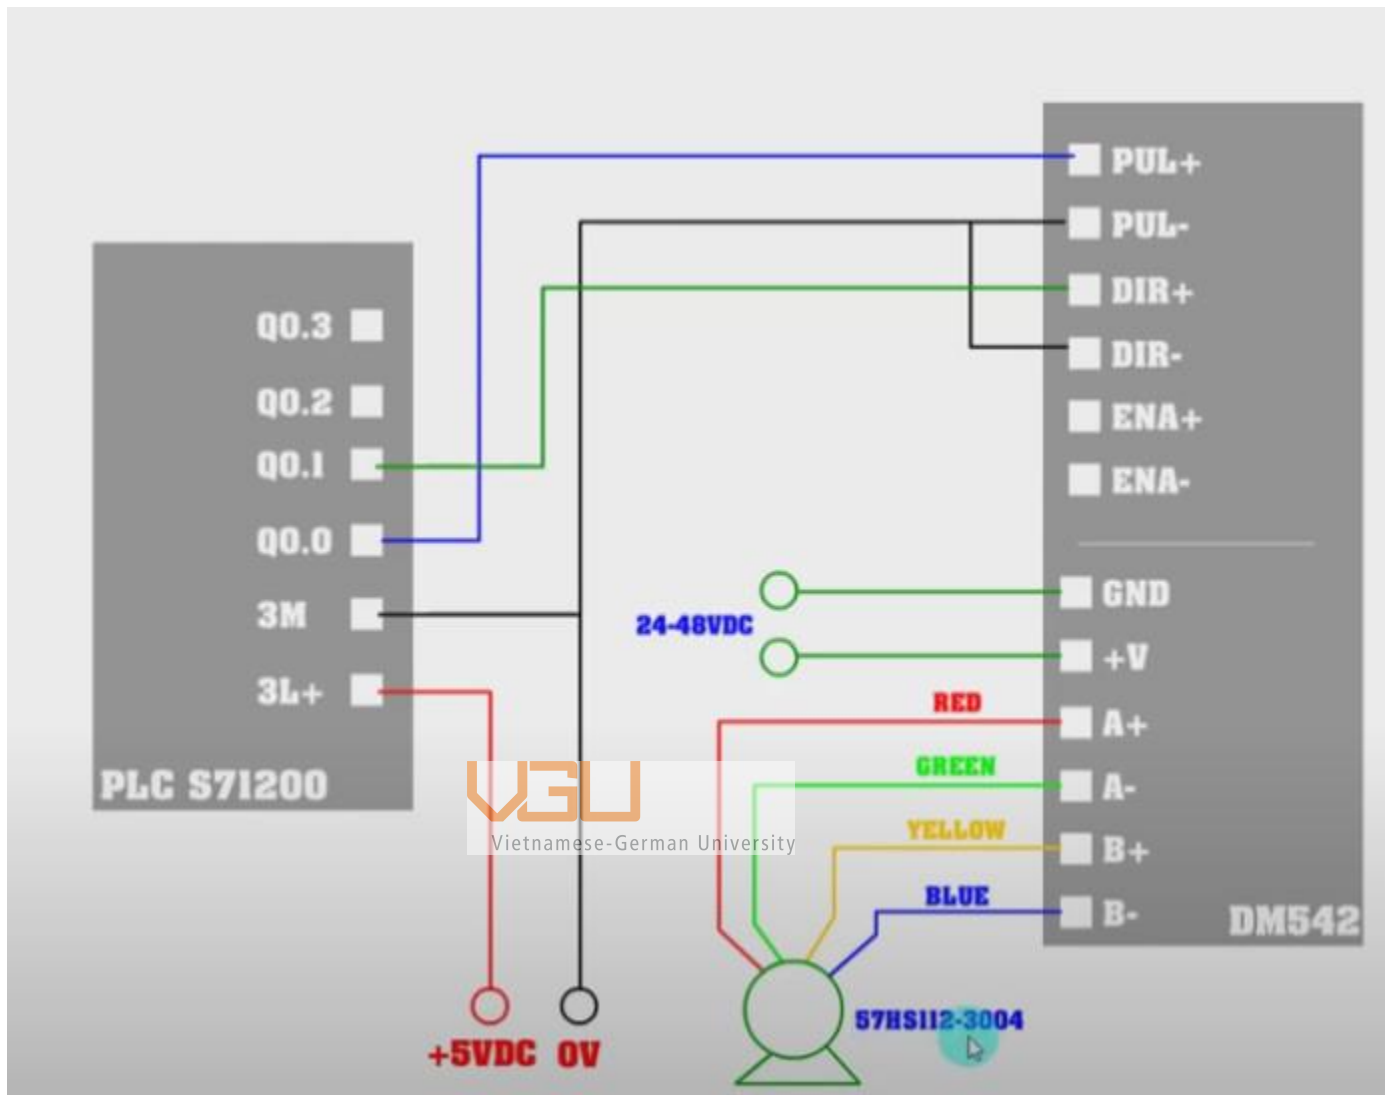 Q0.3
Q0.2
Q0.1
Q0.0
3M
3L+
PLC S71200
+5VDC
0V
VGU
Vietnamese-German University
24-48VDC
RED
GREEN
YELLOW
BLUE
57HS112-3004
PUL+
PUL-
DIR+
DIR-
ENA+
ENA-
GND
+V
A+
A-
B+
B-
DM542